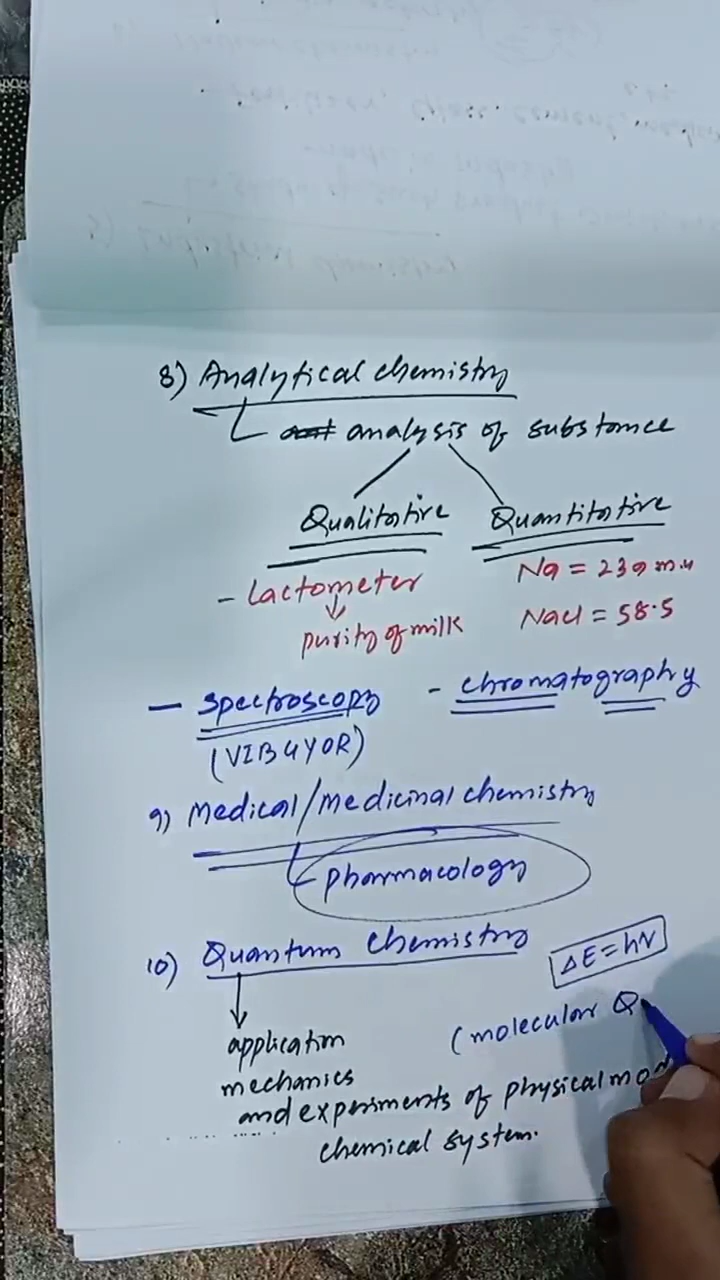 8) Analytical chemistry
analysis of substance
Qualitative Quantitative
- Lactometer Na = 23 a m.u
purity of milk NaCl = 58.5
- spectroscopy - chromatography
(VIBGYOR)
9) Medical/Medicinal chemistry
pharmacology
10) Quantum chemistry ΔE=hν
application (molecular Q
mechanics
and experiments of physical mod
chemical system.